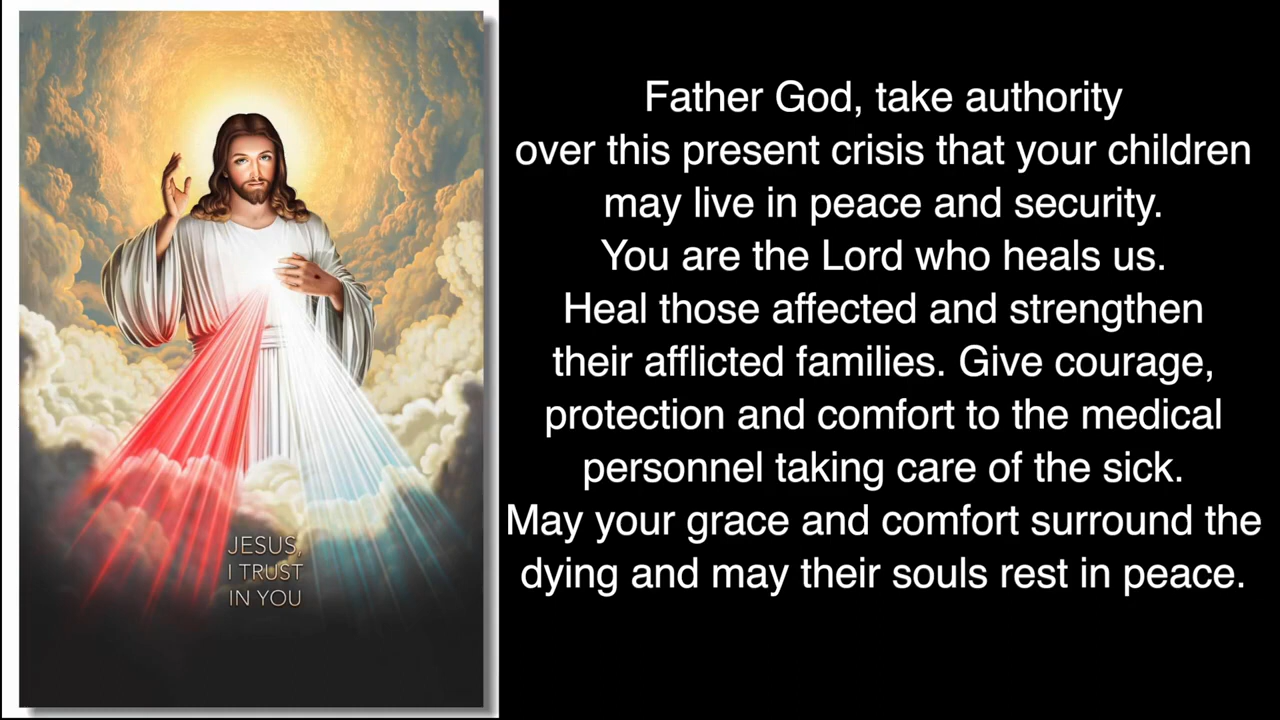 JESUS,
I TRUST
IN YOU
Father God, take authority
over this present crisis that your children
may live in peace and security.
You are the Lord who heals us.
Heal those affected and strengthen
their afflicted families. Give courage,
protection and comfort to the medical
personnel taking care of the sick.
May your grace and comfort surround the
dying and may their souls rest in peace.